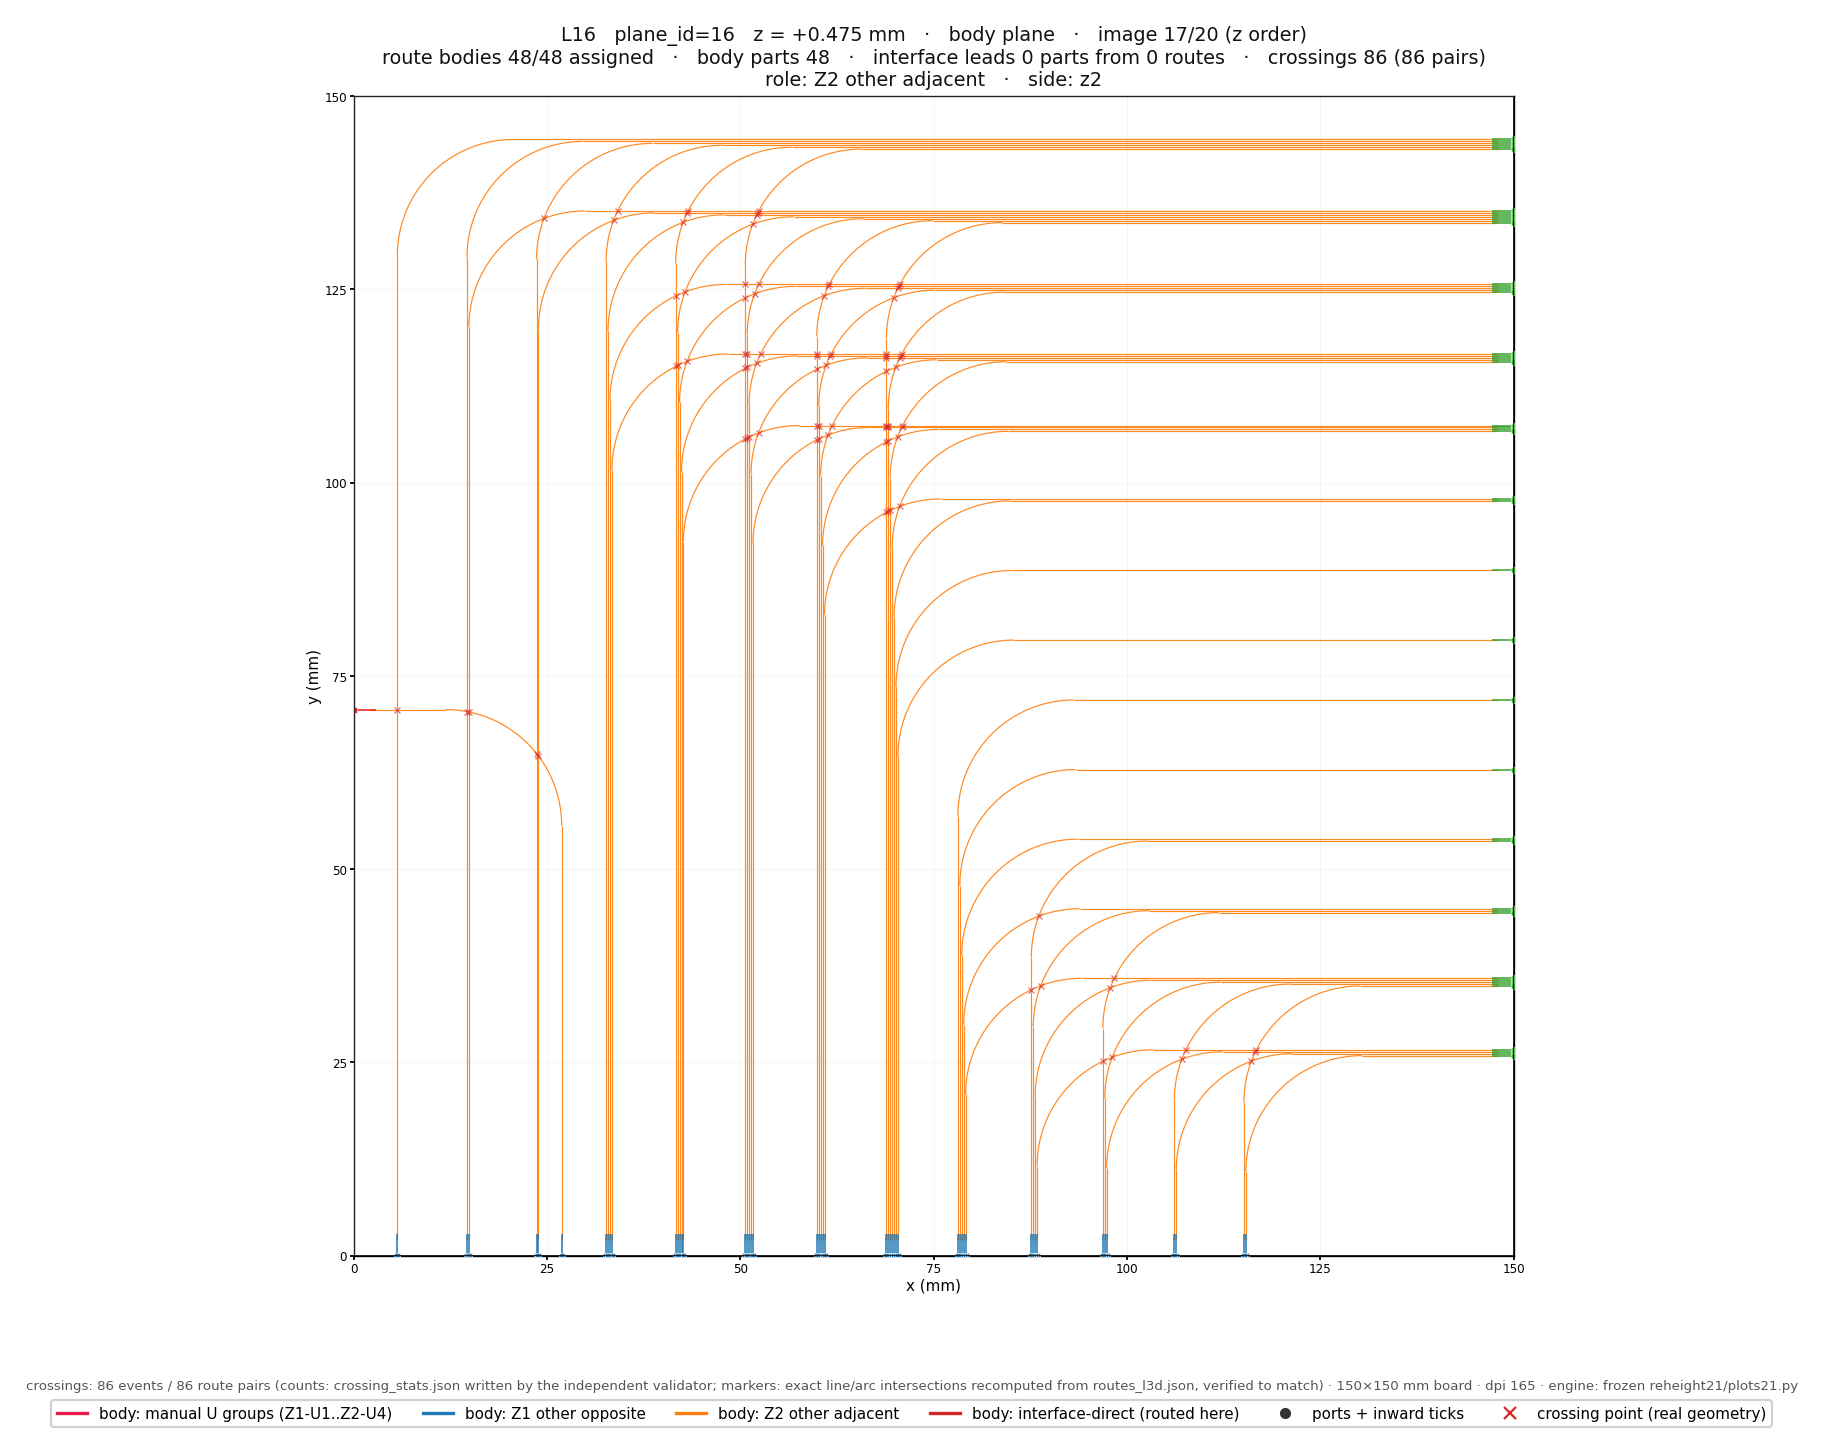 L16   plane_id=16   z = +0.475 mm   ·   body plane   ·   image 17/20 (z order)
route bodies 48/48 assigned   ·   body parts 48   ·   interface leads 0 parts from 0 routes   ·   crossings 86 (86 pairs)
role: Z2 other adjacent   ·   side: z2
150
125
100
75
50
25
0
y (mm)
0 25 50 75 100 125 150
x (mm)
crossings: 86 events / 86 route pairs (counts: crossing_stats.json written by the independent validator; markers: exact line/arc intersections recomputed from routes_l3d.json, verified to match) · 150×150 mm board · dpi 165 · engine: frozen reheight21/plots21.py
body: manual U groups (Z1-U1..Z2-U4)   body: Z1 other opposite   body: Z2 other adjacent   body: interface-direct (routed here)   ports + inward ticks   crossing point (real geometry)